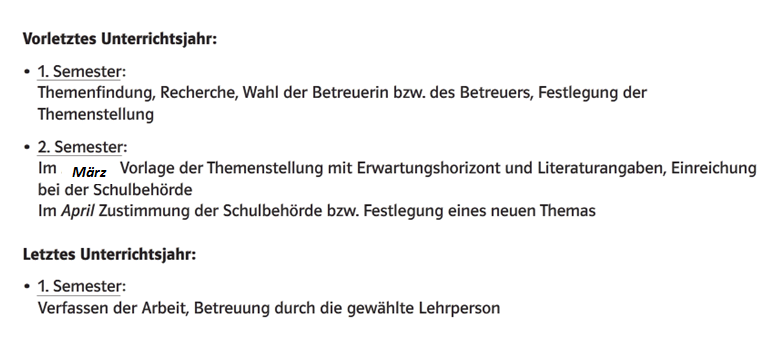 Vorletztes Unterrichtsjahr:
• 1. Semester:
Themenfindung, Recherche, Wahl der Betreuerin bzw. des Betreuers, Festlegung der
Themenstellung
• 2. Semester:
Im März Vorlage der Themenstellung mit Erwartungshorizont und Literaturangaben, Einreichung
bei der Schulbehörde
Im April Zustimmung der Schulbehörde bzw. Festlegung eines neuen Themas
Letztes Unterrichtsjahr:
• 1. Semester:
Verfassen der Arbeit, Betreuung durch die gewählte Lehrperson